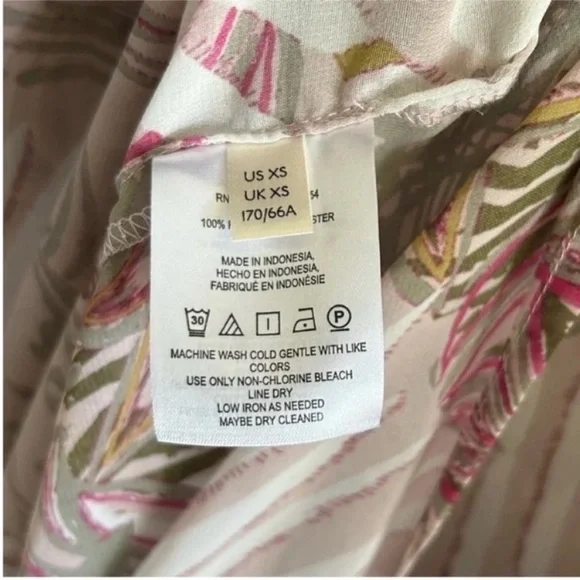 US XS
UK XS
170/66A
RN 54
100%
MADE IN INDONESIA,
HECHO EN INDONESIA,
FABRIQUÉ EN INDONÉSIE
30 P
MACHINE WASH COLD GENTLE WITH LIKE
COLORS
USE ONLY NON-CHLORINE BLEACH
LINE DRY
LOW IRON AS NEEDED
MAYBE DRY CLEANED